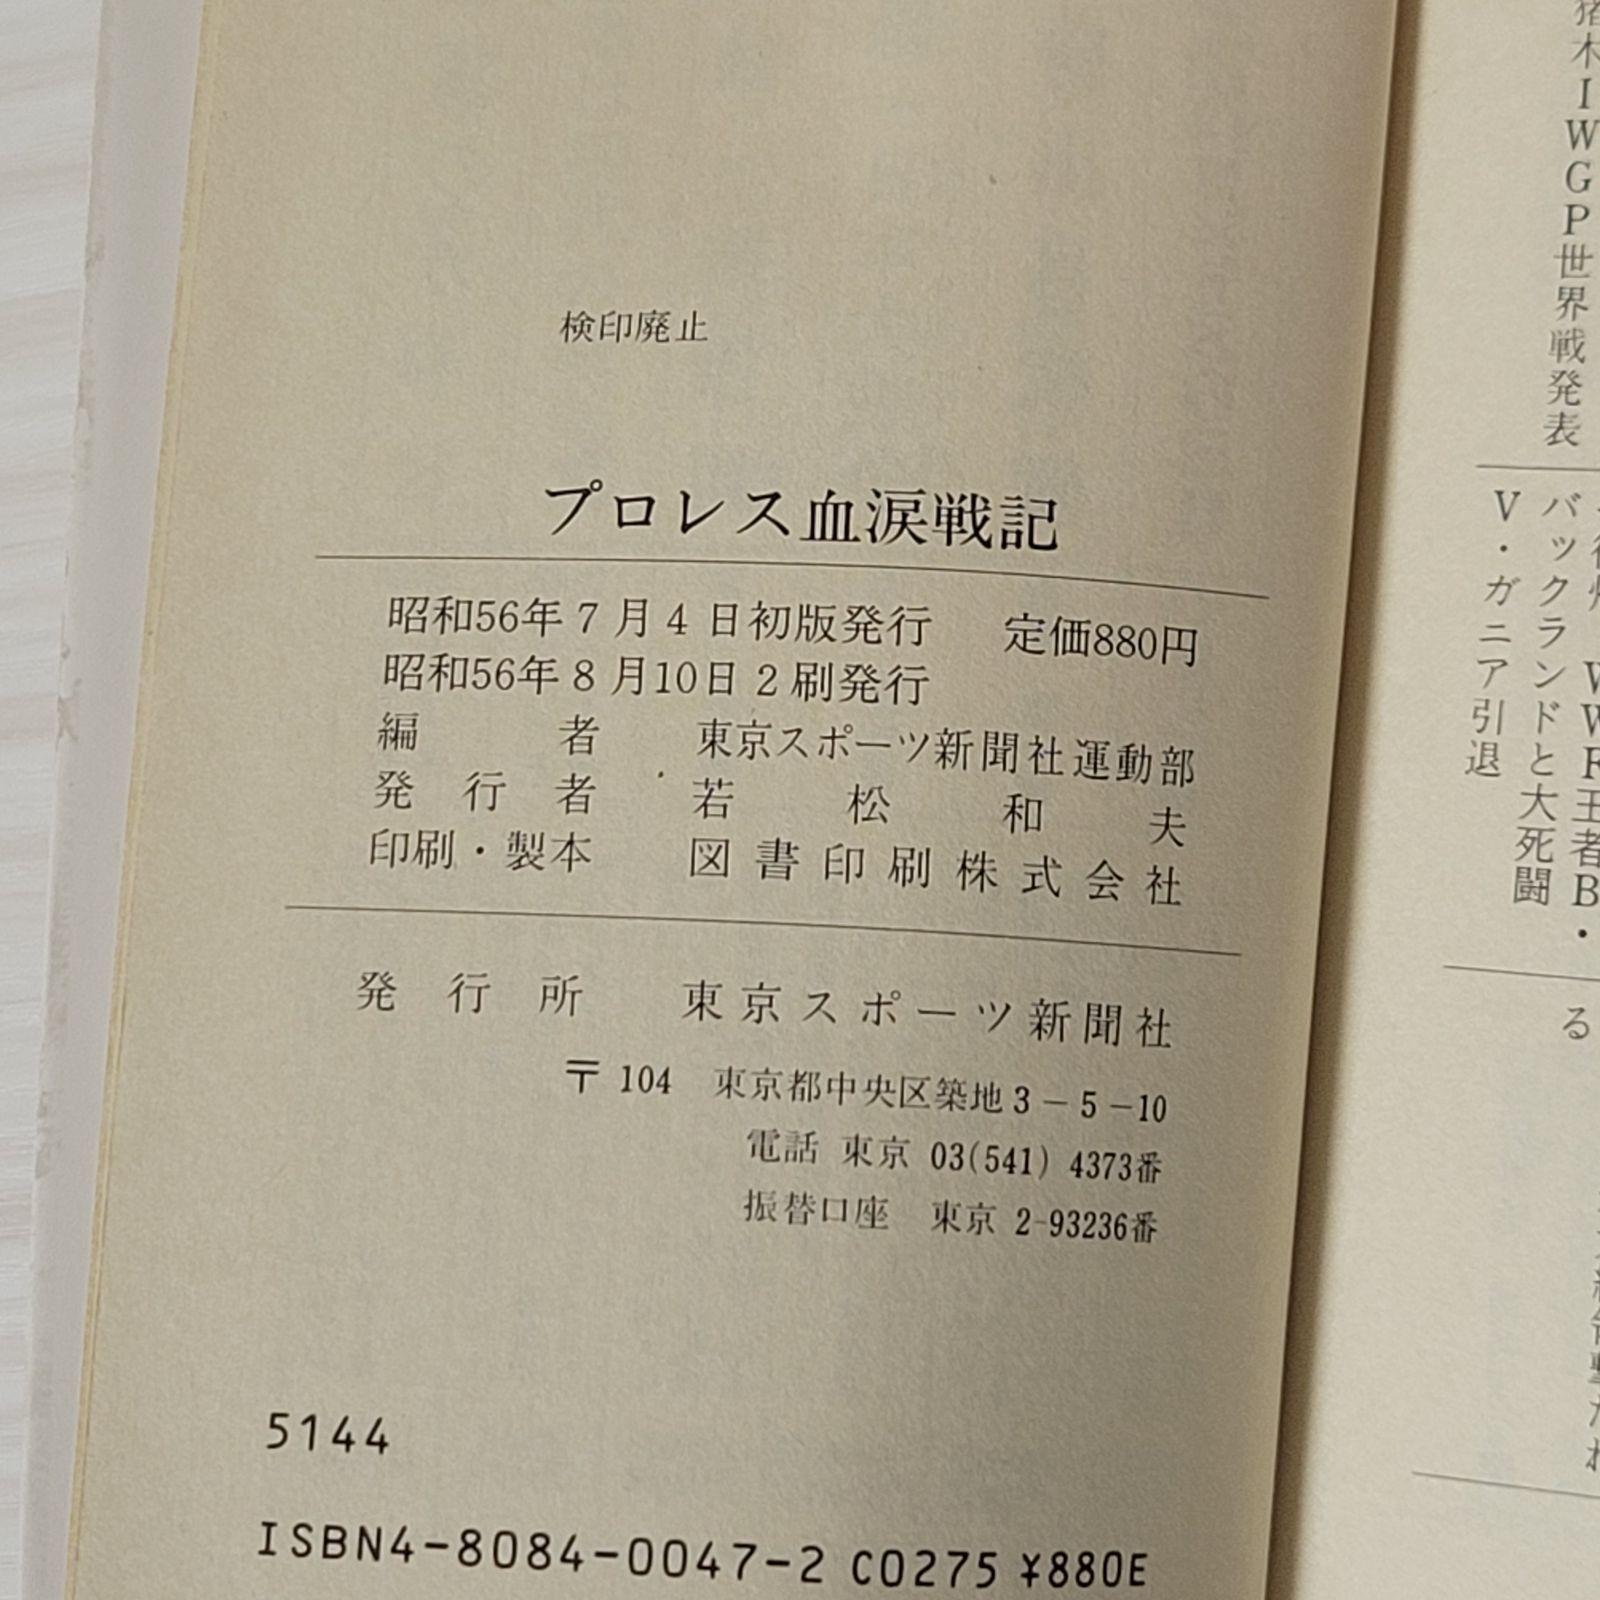 検印廃止
プロレス血涙戦記
昭和56年7月4日初版発行 定価880円
昭和56年8月10日2刷発行
編者 東京スポーツ新聞社運動部
発行者 若松和夫
印刷・製本 図書印刷株式会社
発行所 東京スポーツ新聞社
〒104 東京都中央区築地3－5－10
電話 東京 03(541) 4373番
振替口座 東京 2-93236番
5144
ISBN4-8084-0047-2 C0275 ¥880E
猪木IWGP世界戦発表
WWF王者B・
バックランドと大死闘
V・ガニア引退
る